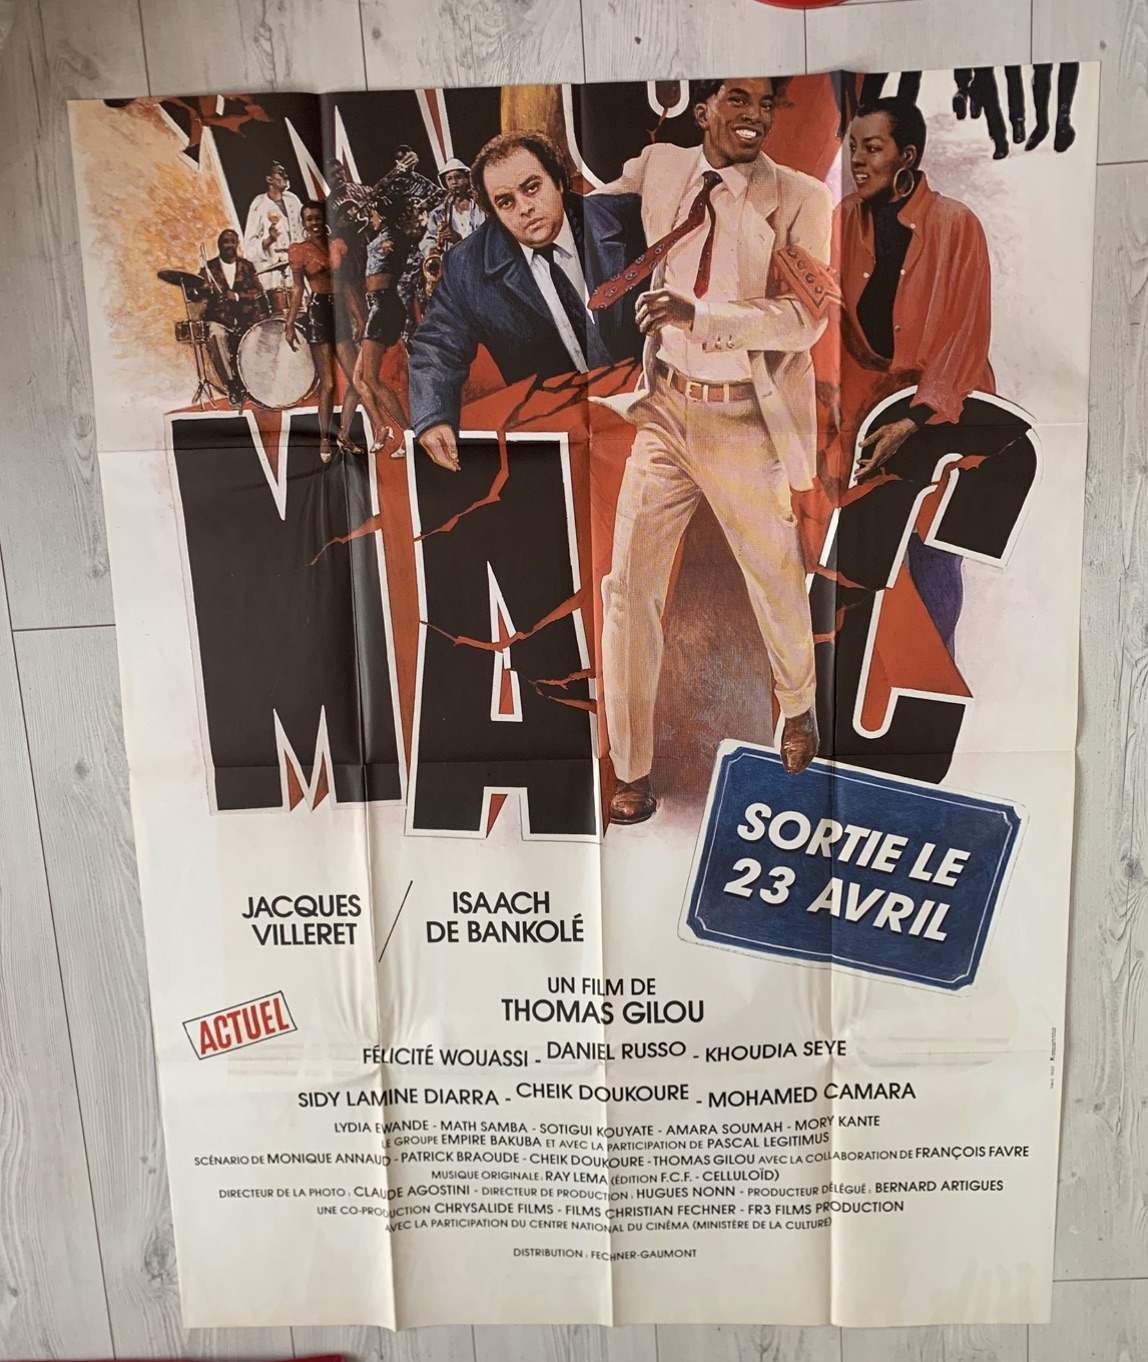 BLACK
MIC
MAC
SORTIE LE
23 AVRIL
JACQUES
VILLERET
ISAACH
DE BANKOLÉ
UN FILM DE
THOMAS GILOU
ACTUEL
FÉLICITÉ WOUASSI - DANIEL RUSSO - KHOUDIA SEYE
SIDY LAMINE DIARRA - CHEIK DOUKOURE - MOHAMED CAMARA
LYDIA EWANDE - MATH SAMBA - SOTIGUI KOUYATE - AMARA SOUMAH - MORY KANTE
LE GROUPE EMPIRE BAKUBA ET AVEC LA PARTICIPATION DE PASCAL LEGITIMUS
SCÉNARIO DE MONIQUE ANNAUD - PATRICK BRAOUDE - CHEIK DOUKOURE - THOMAS GILOU AVEC LA COLLABORATION DE FRANÇOIS FAVRE
MUSIQUE ORIGINALE : RAY LEMA (ÉDITION F.C.F. - CELLULOÏD)
DIRECTEUR DE LA PHOTO : CLAUDE AGOSTINI - DIRECTEUR DE PRODUCTION : HUGUES NONN - PRODUCTEUR DÉLÉGUÉ : BERNARD ARTIGUES
UNE CO-PRODUCTION CHRYSALIDE FILMS - FILMS CHRISTIAN FECHNER - FR3 FILMS PRODUCTION
AVEC LA PARTICIPATION DU CENTRE NATIONAL DU CINÉMA (MINISTÈRE DE LA CULTURE)
DISTRIBUTION : FECHNER-GAUMONT